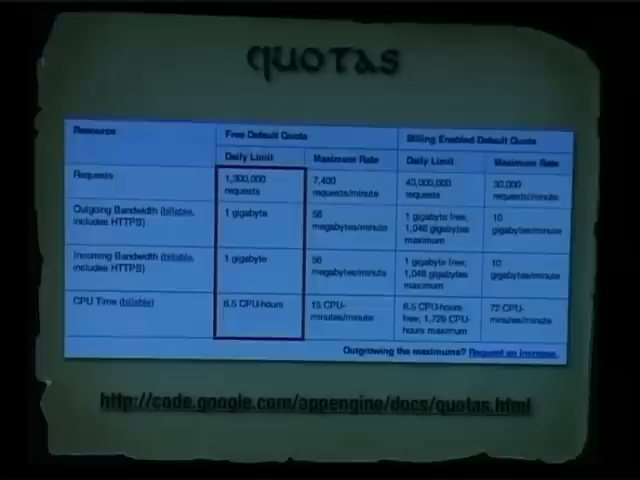 QUOTAS
Resource
Free Default Quota
Billing Enabled Default Quota
Daily Limit
Maximum Rate
Daily Limit
Maximum Rate
Requests
1,300,000
requests
7,400
requests/minute
43,000,000
requests
30,000
requests/minute
Outgoing Bandwidth (billable,
includes HTTPS)
1 gigabyte
56
megabytes/minute
1 gigabyte free;
1,046 gigabytes
maximum
10
gigabytes/minute
Incoming Bandwidth (billable,
includes HTTPS)
1 gigabyte
56
megabytes/minute
1 gigabyte free;
1,046 gigabytes
maximum
10
gigabytes/minute
CPU Time (billable)
6.5 CPU-hours
15 CPU-
minutes/minute
6.5 CPU-hours
free; 1,729 CPU-
hours maximum
72 CPU-
minutes/minute
Outgrowing the maximums? Request an increase.
http://code.google.com/appengine/docs/quotas.html